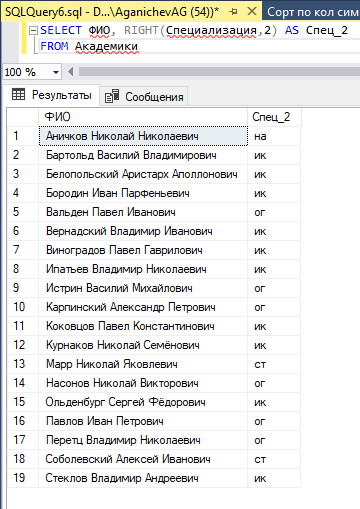 SQLQuery6.sql - D...\AganichevAG (54))* Сорт по кол сим
SELECT ФИО, RIGHT(Специализация,2) AS Спец_2
FROM Академики
100 %
Результаты Сообщения
ФИО Спец_2
1 Аничков Николай Николаевич на
2 Бартольд Василий Владимирович ик
3 Белопольский Аристарх Аполлонович ик
4 Бородин Иван Парфеньевич ик
5 Вальден Павел Иванович ог
6 Вернадский Владимир Иванович ик
7 Виноградов Павел Гаврилович ик
8 Ипатьев Владимир Николаевич ик
9 Истрин Василий Михайлович ог
10 Карпинский Александр Петрович ог
11 Коковцов Павел Константинович ик
12 Курнаков Николай Семёнович ик
13 Марр Николай Яковлевич ст
14 Насонов Николай Викторович ог
15 Ольденбург Сергей Фёдорович ик
16 Павлов Иван Петрович ог
17 Перетц Владимир Николаевич ог
18 Соболевский Алексей Иванович ст
19 Стеклов Владимир Андреевич ик